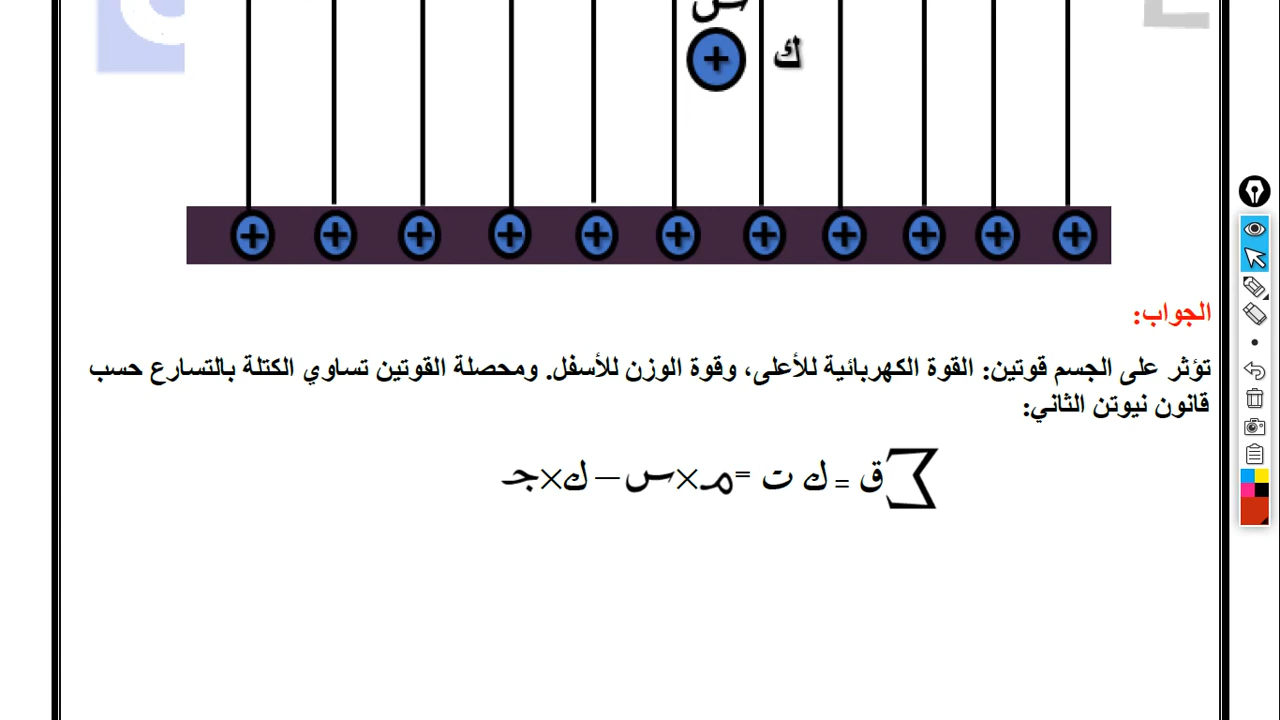 س
ك
+
+ + + + + + + + + + +
الجواب:
تؤثر على الجسم قوتين: القوة الكهربائية للأعلى، وقوة الوزن للأسفل. ومحصلة القوتين تساوي الكتلة بالتسارع حسب
قانون نيوتن الثاني:
∑ق = ك ت =مـ×س – ك×جـ